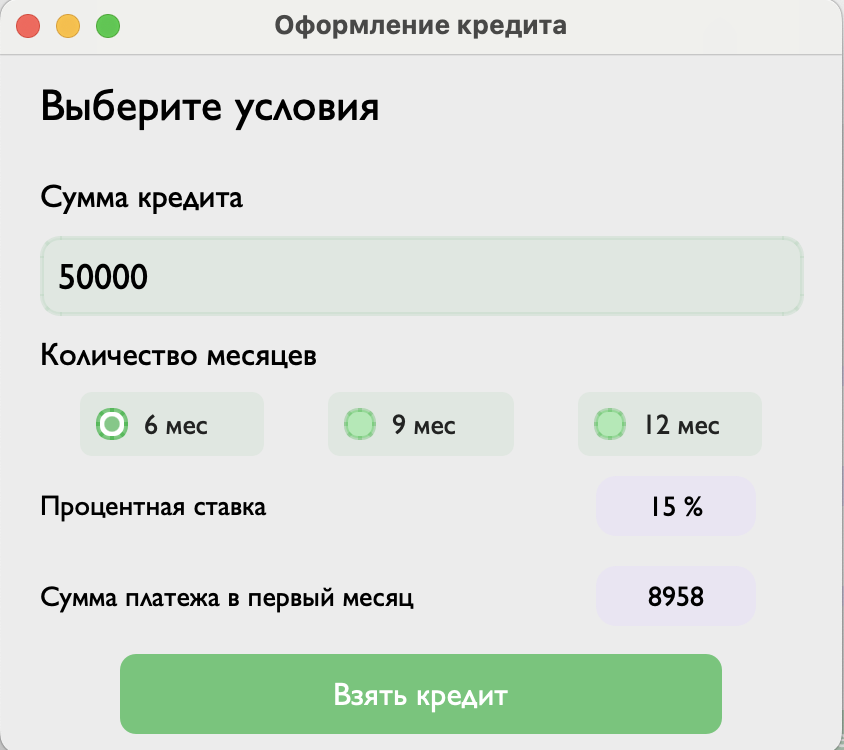 Оформление кредита
Выберите условия
Сумма кредита
50000
Количество месяцев
6 мес 9 мес 12 мес
Процентная ставка 15 %
Сумма платежа в первый месяц 8958
Взять кредит